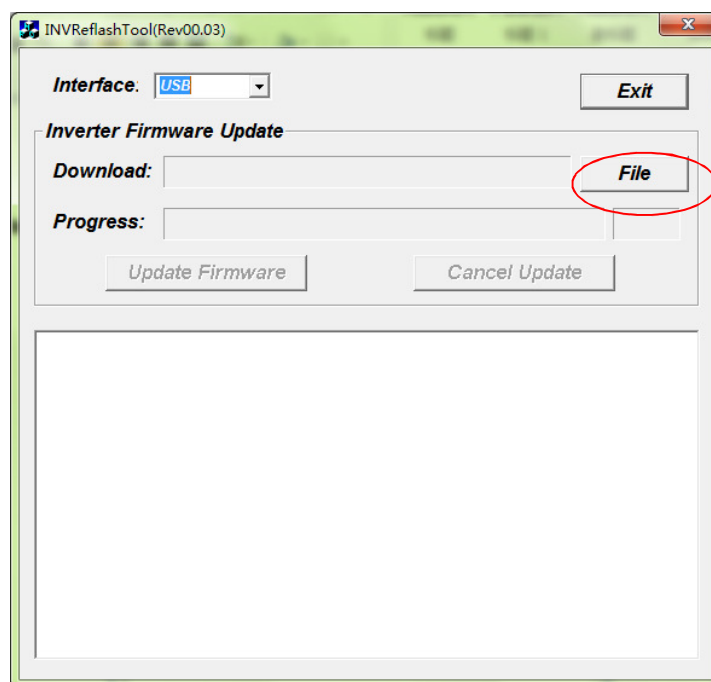 INVReflashTool(Rev00.03)
Interface: USB
Exit
Inverter Firmware Update
Download: File
Progress:
Update Firmware Cancel Update